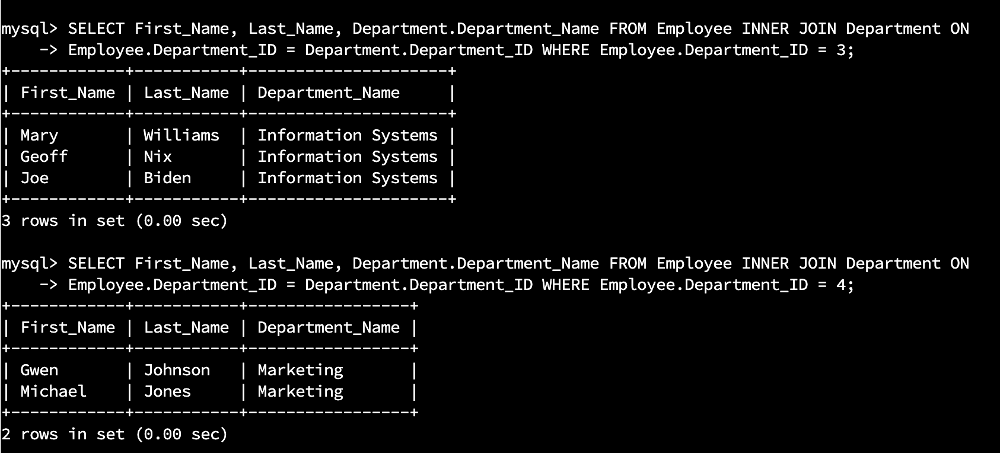 mysql> SELECT First_Name, Last_Name, Department.Department_Name FROM Employee INNER JOIN Department ON
    -> Employee.Department_ID = Department.Department_ID WHERE Employee.Department_ID = 3;
+------------+-----------+---------------------+
| First_Name | Last_Name | Department_Name     |
+------------+-----------+---------------------+
| Mary       | Williams  | Information Systems |
| Geoff      | Nix       | Information Systems |
| Joe        | Biden     | Information Systems |
+------------+-----------+---------------------+
3 rows in set (0.00 sec)

mysql> SELECT First_Name, Last_Name, Department.Department_Name FROM Employee INNER JOIN Department ON
    -> Employee.Department_ID = Department.Department_ID WHERE Employee.Department_ID = 4;
+------------+-----------+-----------------+
| First_Name | Last_Name | Department_Name |
+------------+-----------+-----------------+
| Gwen       | Johnson   | Marketing       |
| Michael    | Jones     | Marketing       |
+------------+-----------+-----------------+
2 rows in set (0.00 sec)